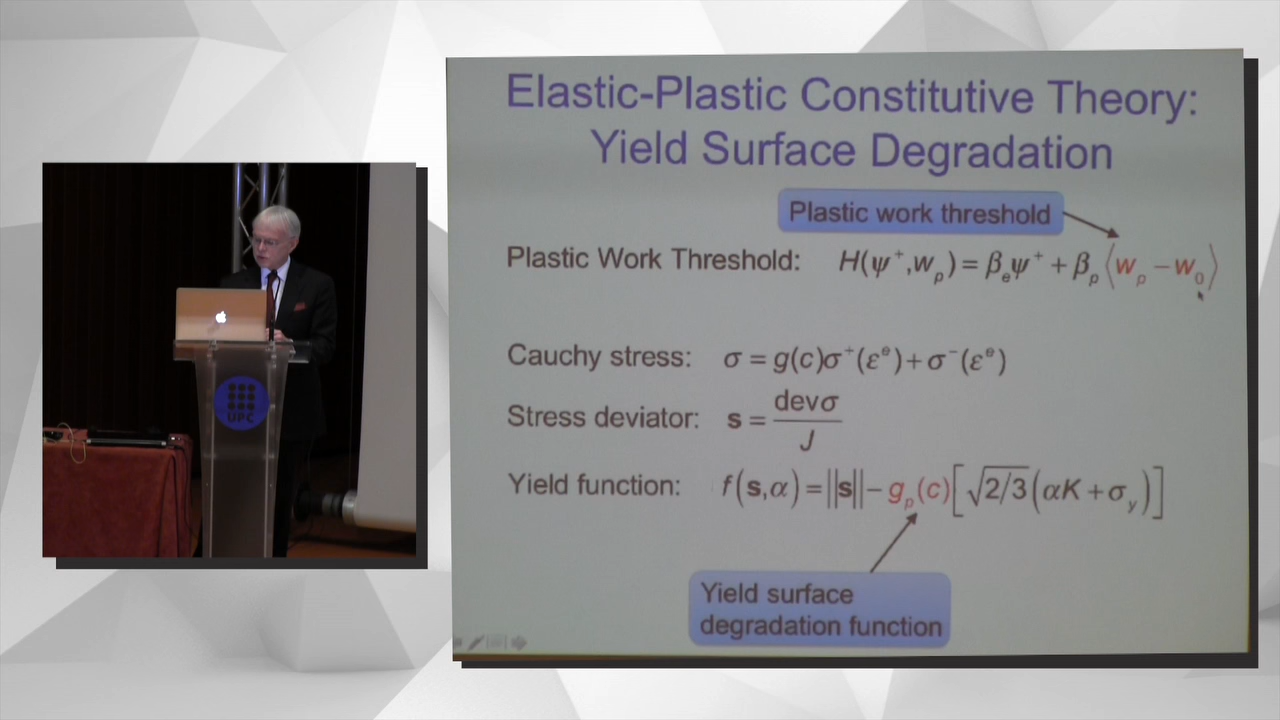 Elastic-Plastic Constitutive Theory:
Yield Surface Degradation
Plastic work threshold
Plastic Work Threshold: H(ψ⁺,wₚ) = βₑψ⁺ + βₚ⟨wₚ − w₀⟩
Cauchy stress: σ = g(c)σ⁺(εᵉ) + σ⁻(εᵉ)
Stress deviator: s = devσ / J
Yield function: f(s,α) = ||s|| − gₚ(c)[√2/3(αK + σᵧ)]
Yield surface
degradation function
UPC